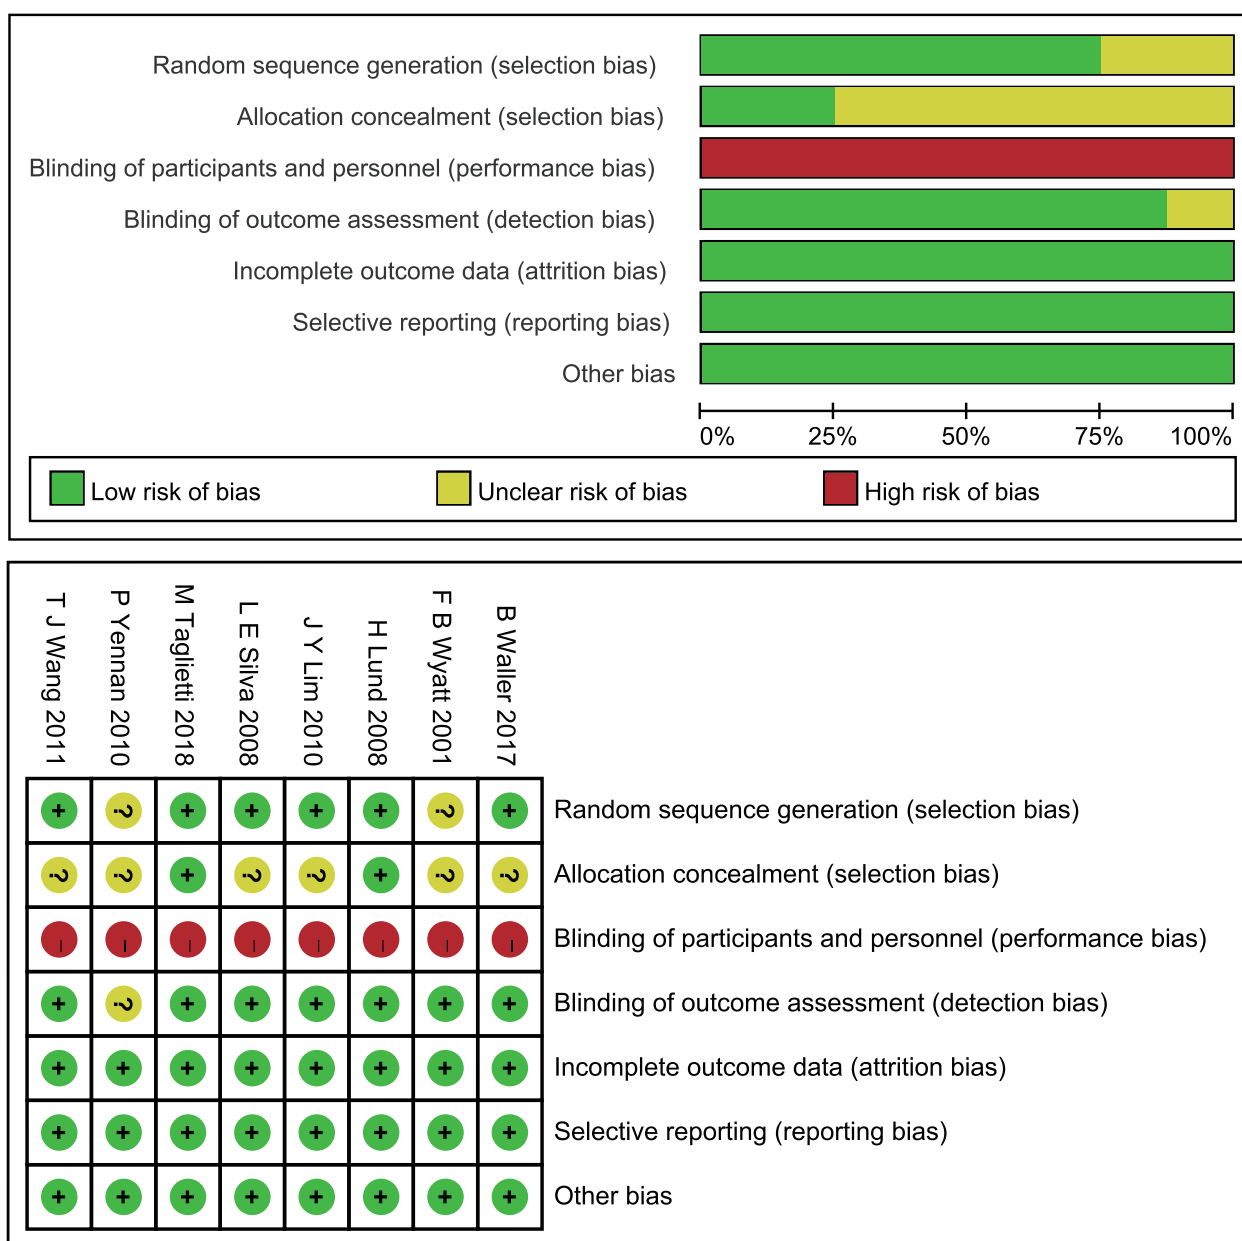 Random sequence generation (selection bias)
Allocation concealment (selection bias)
Blinding of participants and personnel (performance bias)
Blinding of outcome assessment (detection bias)
Incomplete outcome data (attrition bias)
Selective reporting (reporting bias)
Other bias
0% 25% 50% 75% 100%
Low risk of bias Unclear risk of bias High risk of bias
T J Wang 2011
P Yennan 2010
M Taglietti 2018
L E Silva 2008
J Y Lim 2010
H Lund 2008
F B Wyatt 2001
B Waller 2017
+ ? + + + + ? + Random sequence generation (selection bias)
? ? + ? ? + ? ? Allocation concealment (selection bias)
– – – – – – – – Blinding of participants and personnel (performance bias)
+ ? + + + + + + Blinding of outcome assessment (detection bias)
+ + + + + + + + Incomplete outcome data (attrition bias)
+ + + + + + + + Selective reporting (reporting bias)
+ + + + + + + + Other bias